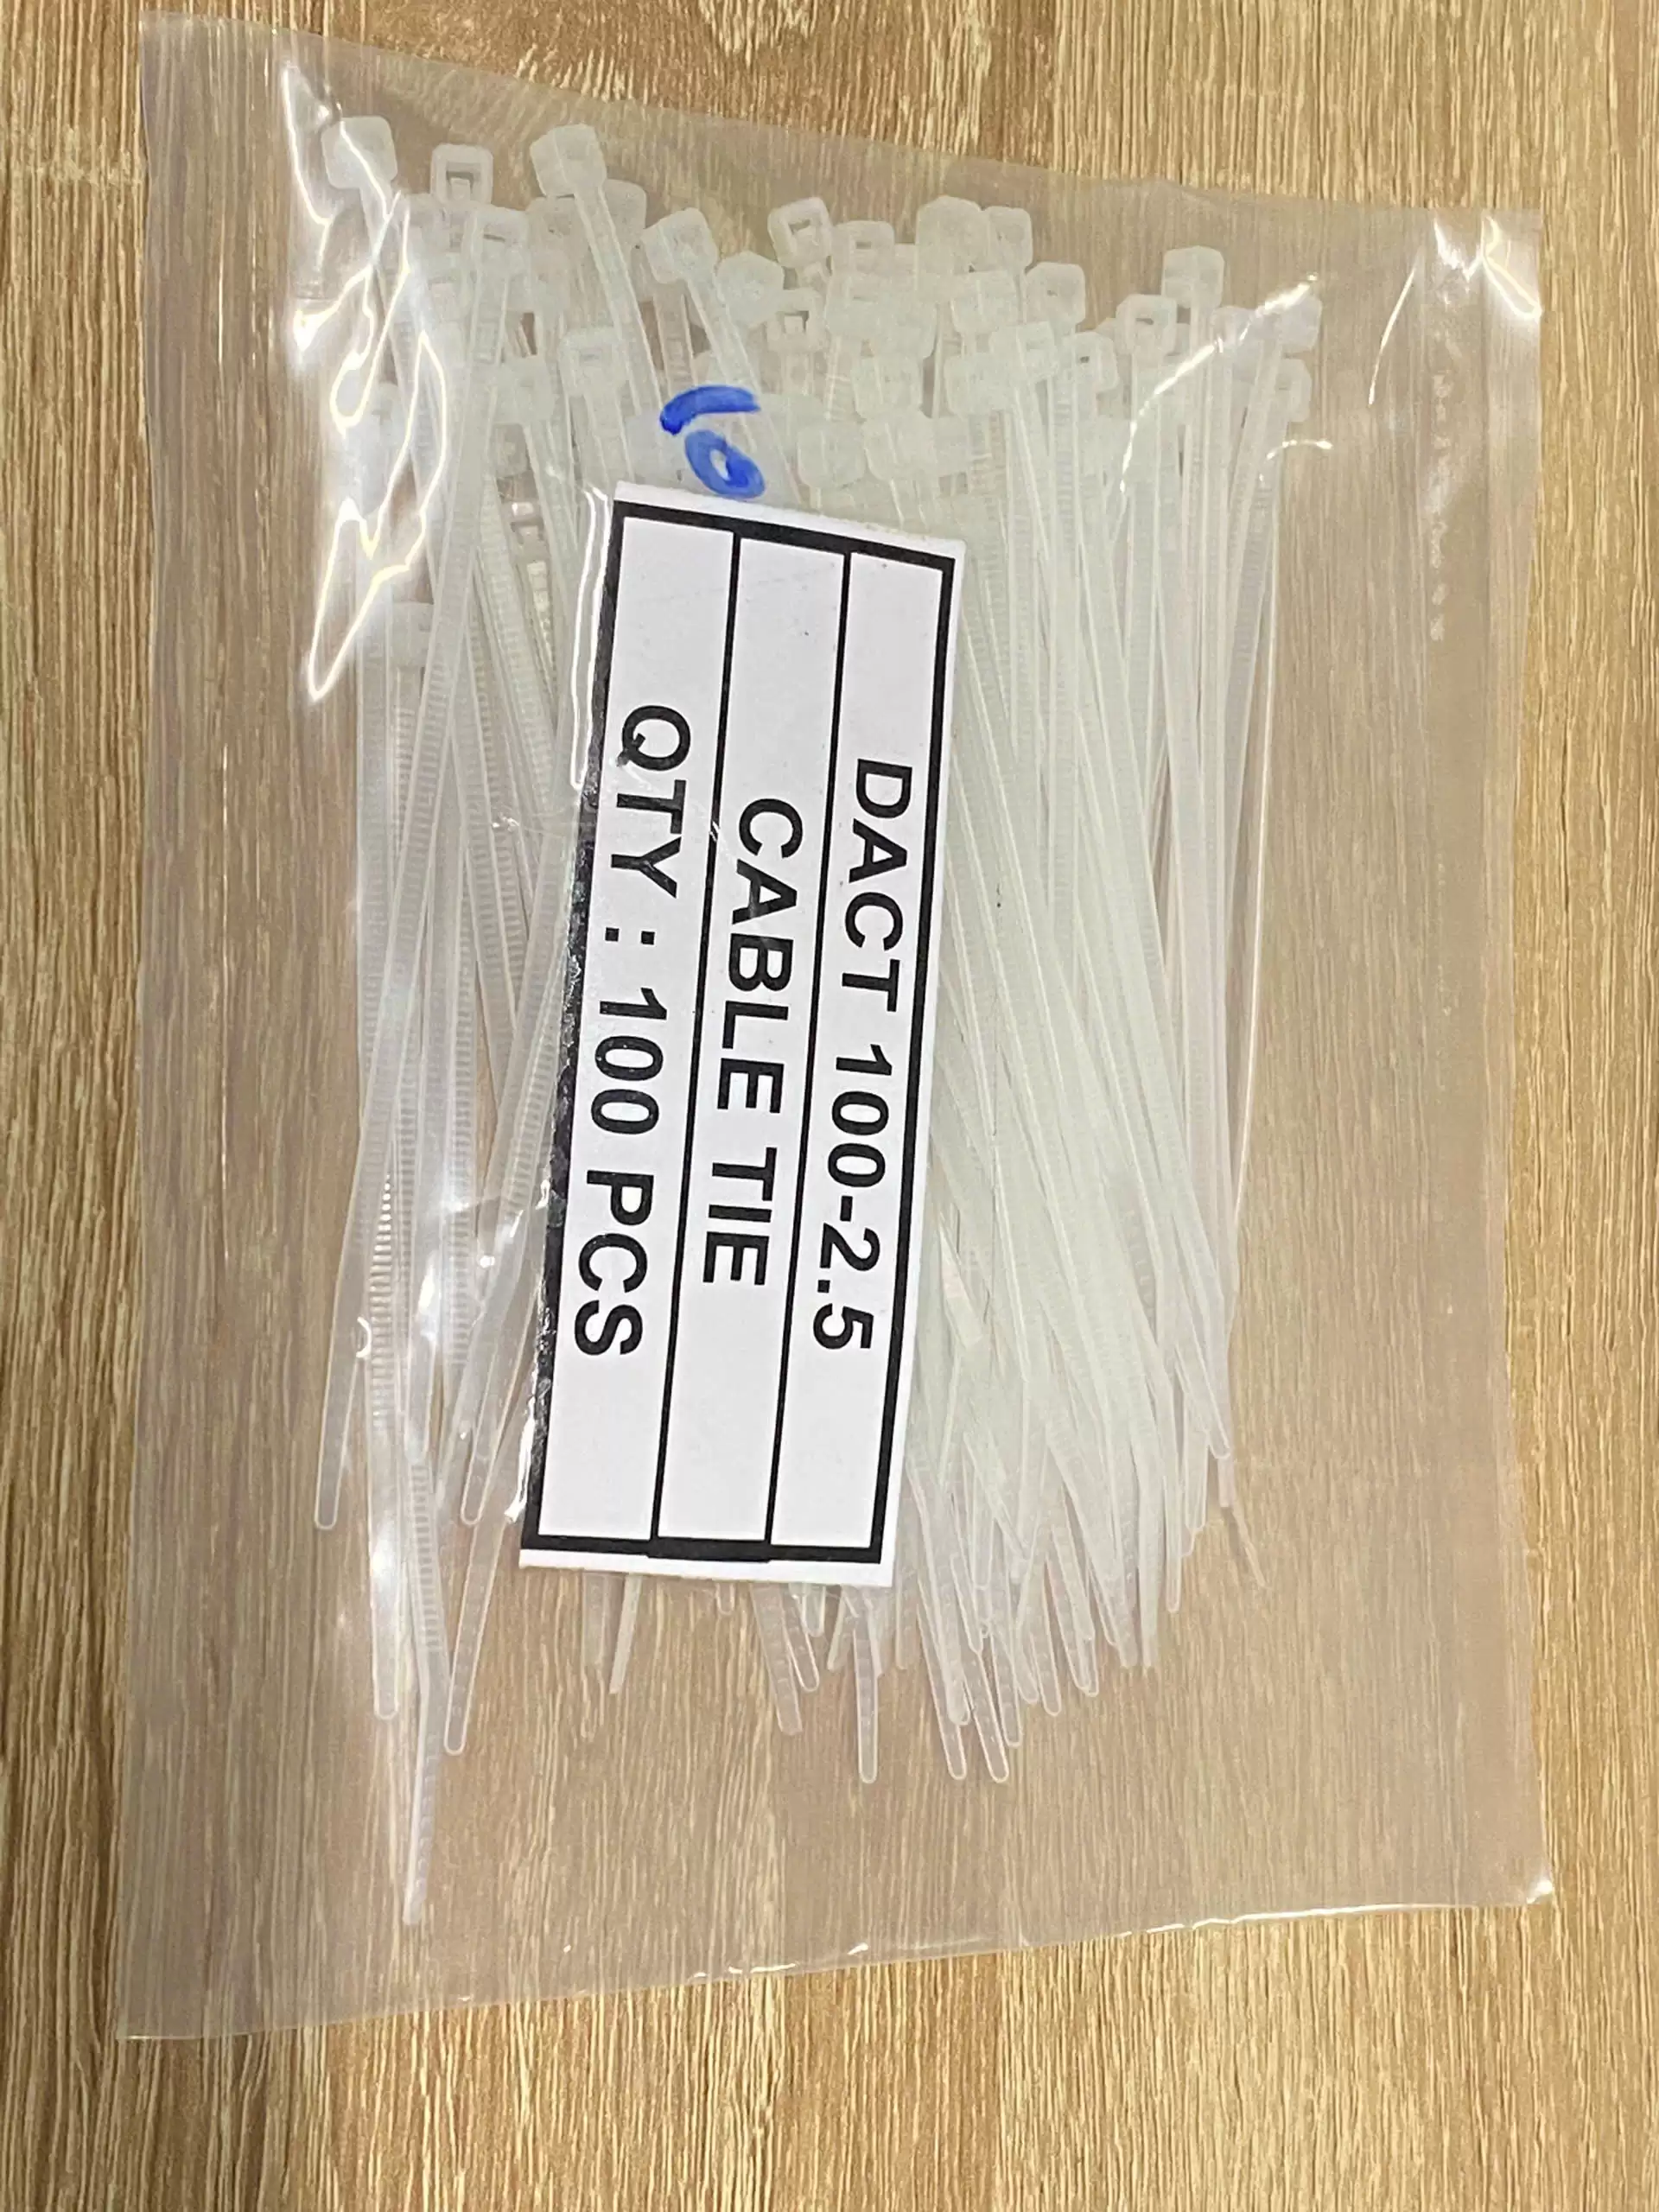 DACT 100-2.5
CABLE TIE
QTY : 100 PCS